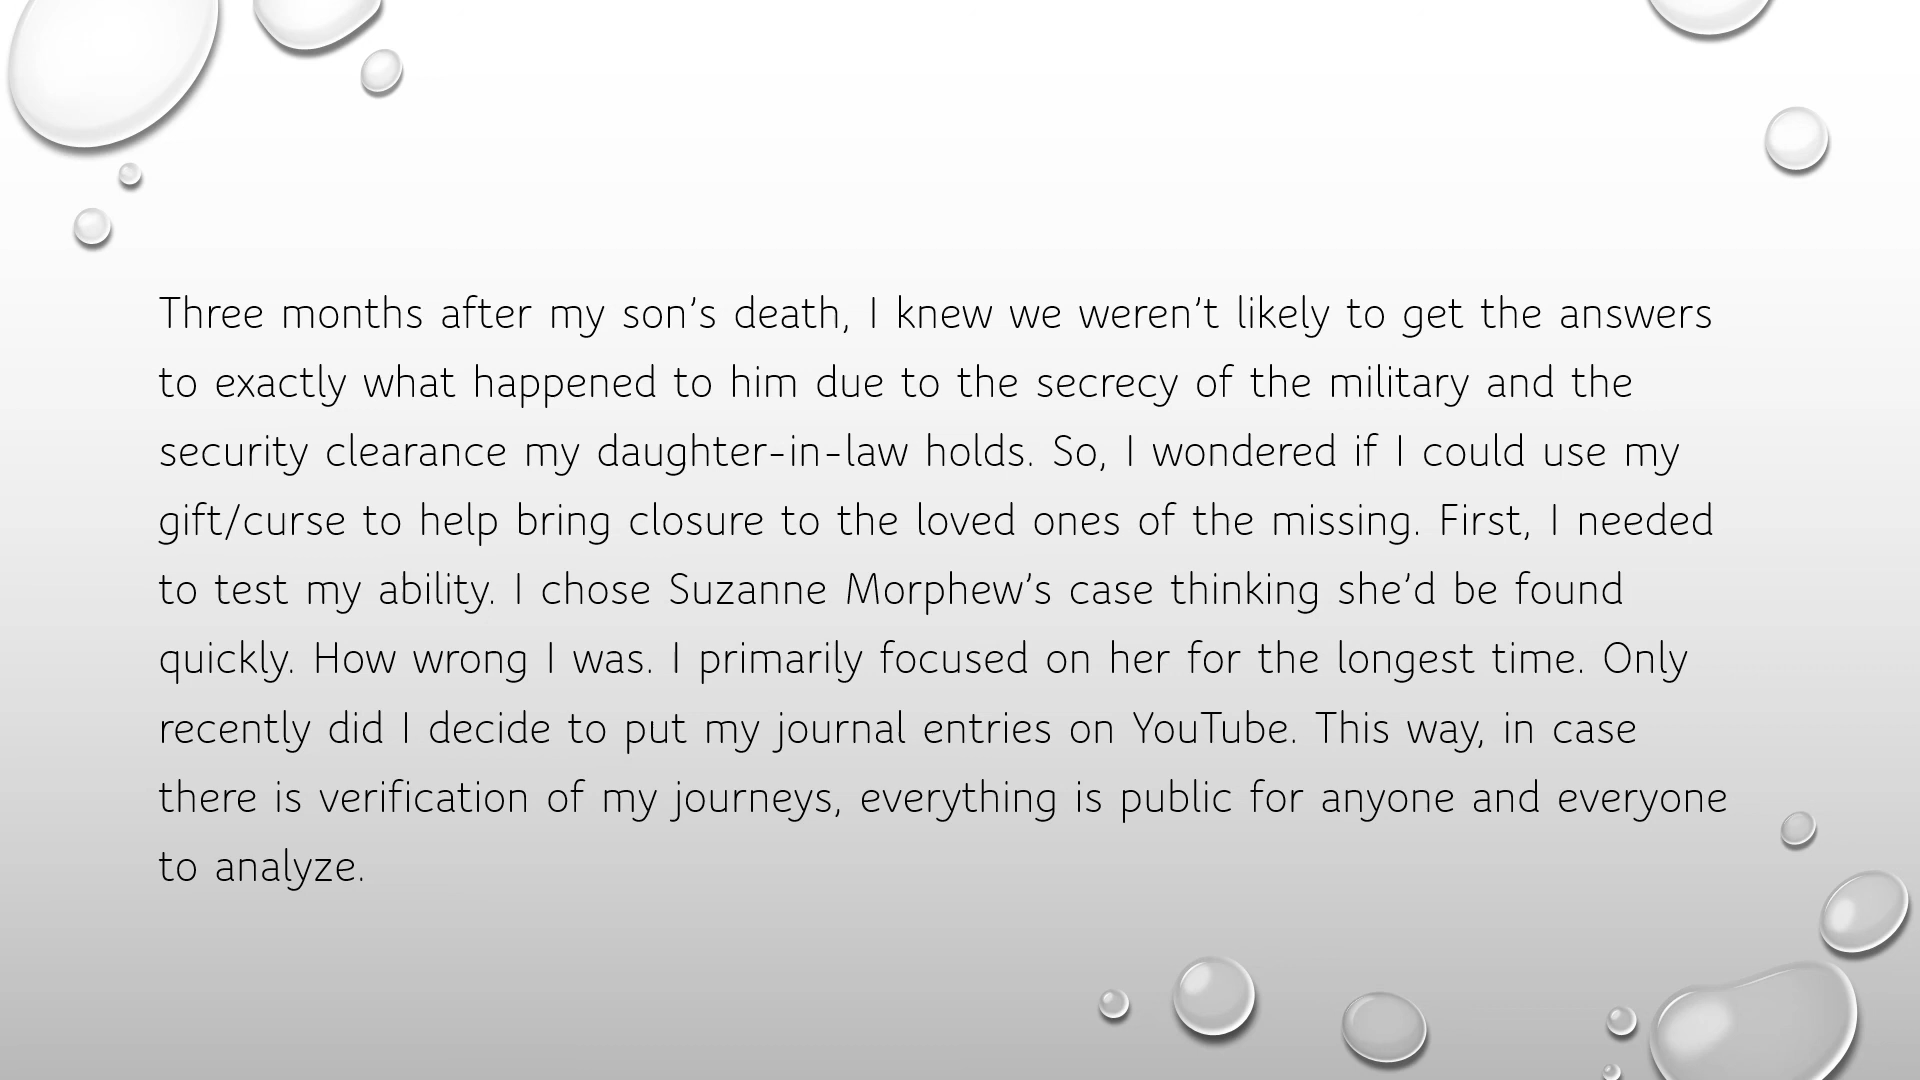 Three months after my son’s death, I knew we weren’t likely to get the answers
to exactly what happened to him due to the secrecy of the military and the
security clearance my daughter-in-law holds. So, I wondered if I could use my
gift/curse to help bring closure to the loved ones of the missing. First, I needed
to test my ability. I chose Suzanne Morphew’s case thinking she’d be found
quickly. How wrong I was. I primarily focused on her for the longest time. Only
recently did I decide to put my journal entries on YouTube. This way, in case
there is verification of my journeys, everything is public for anyone and everyone
to analyze.